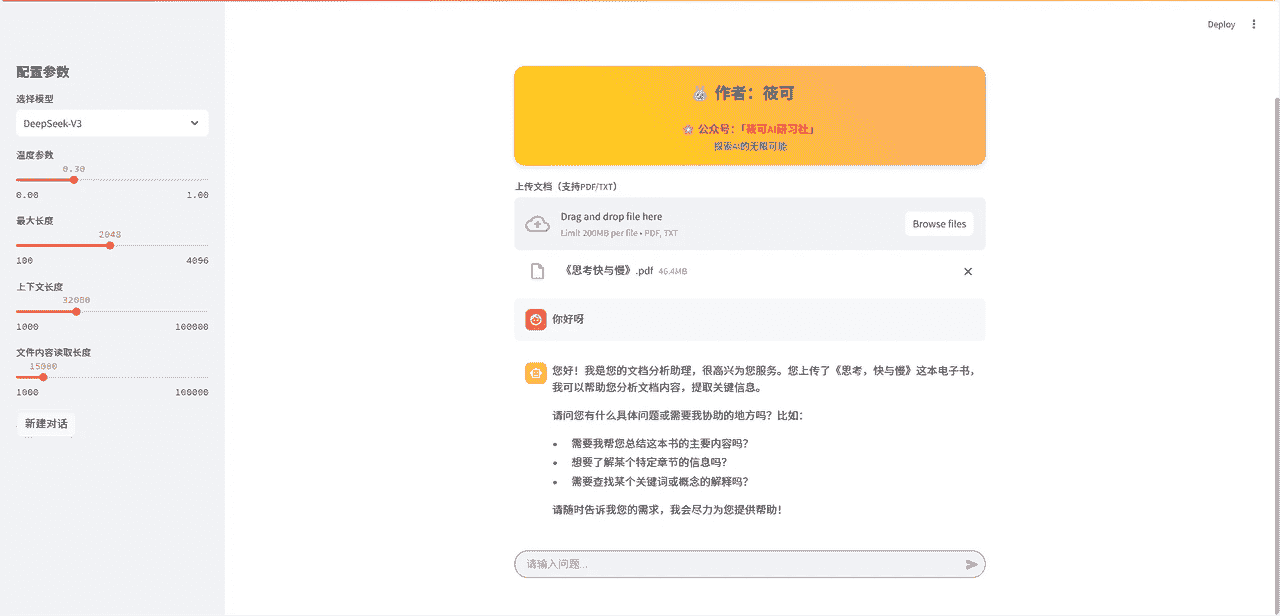 Deploy
配置参数
选择模型
DeepSeek-V3
温度参数
0.30
0.00
1.00
最大长度
2048
100
4096
上下文长度
32000
1000
100000
文件内容读取长度
15000
1000
100000
新建对话
作者：筱可
公众号：「筱可AI研习社」
探索AI的无限可能
上传文档（支持PDF/TXT）
Drag and drop file here
Limit 200MB per file • PDF, TXT
Browse files
《思考快与慢》.pdf 46.4MB
你好呀
您好！我是您的文档分析助理，很高兴为您服务。您上传了《思考，快与慢》这本电子书，
我可以帮助您分析文档内容，提取关键信息。
请问您有什么具体问题或需要我协助的地方吗？比如：
• 需要我帮您总结这本书的主要内容吗？
• 想要了解某个特定章节的信息吗？
• 需要查找某个关键词或概念的解释吗？
请随时告诉我您的需求，我会尽力为您提供帮助！
请输入问题...